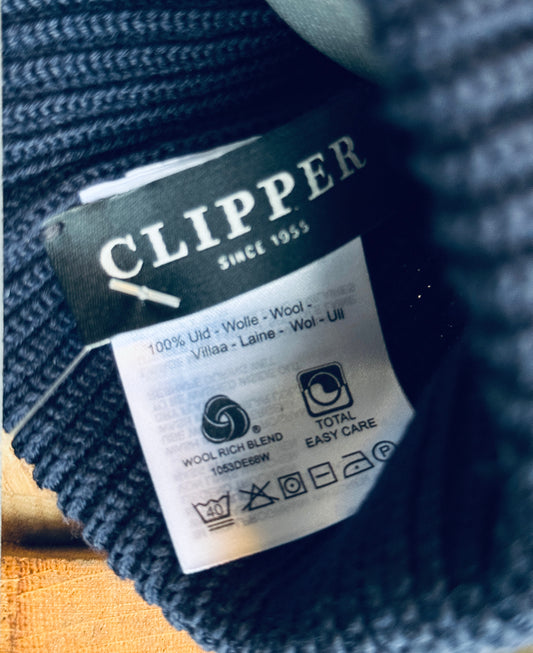 CLIPPER
SINCE 1955
100% Uld - Wolle - Wool -
Villaa - Laine - Wol - Ull
WOOL RICH BLEND
1053DE68W
TOTAL
EASY CARE
40
P